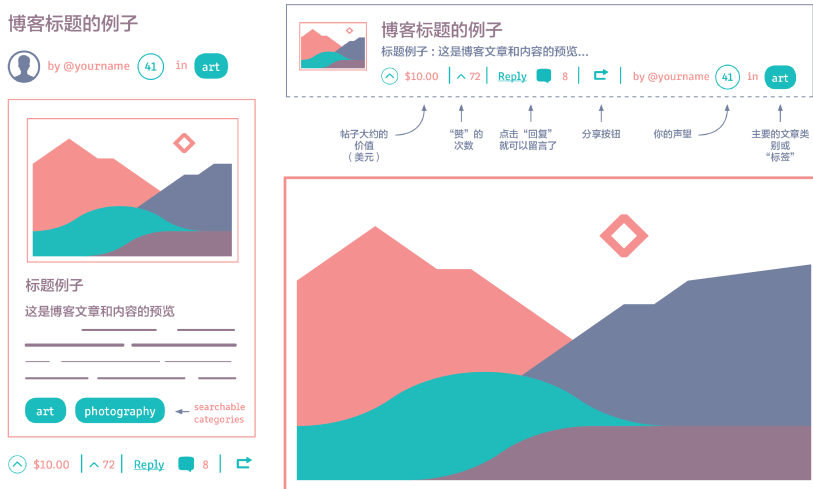 博客标题的例子
by @yourname 41 in art
标题例子
这是博客文章和内容的预览
art photography searchable
categories
$10.00 72 Reply 8
博客标题的例子
标题例子：这是博客文章和内容的预览...
$10.00 72 Reply 8 by @yourname 41 in art
帖子大约的
价值
（美元）
“赞”的
次数
点击“回复”
就可以留言了
分享按钮
你的声望
主要的文章类
别或
“标签”